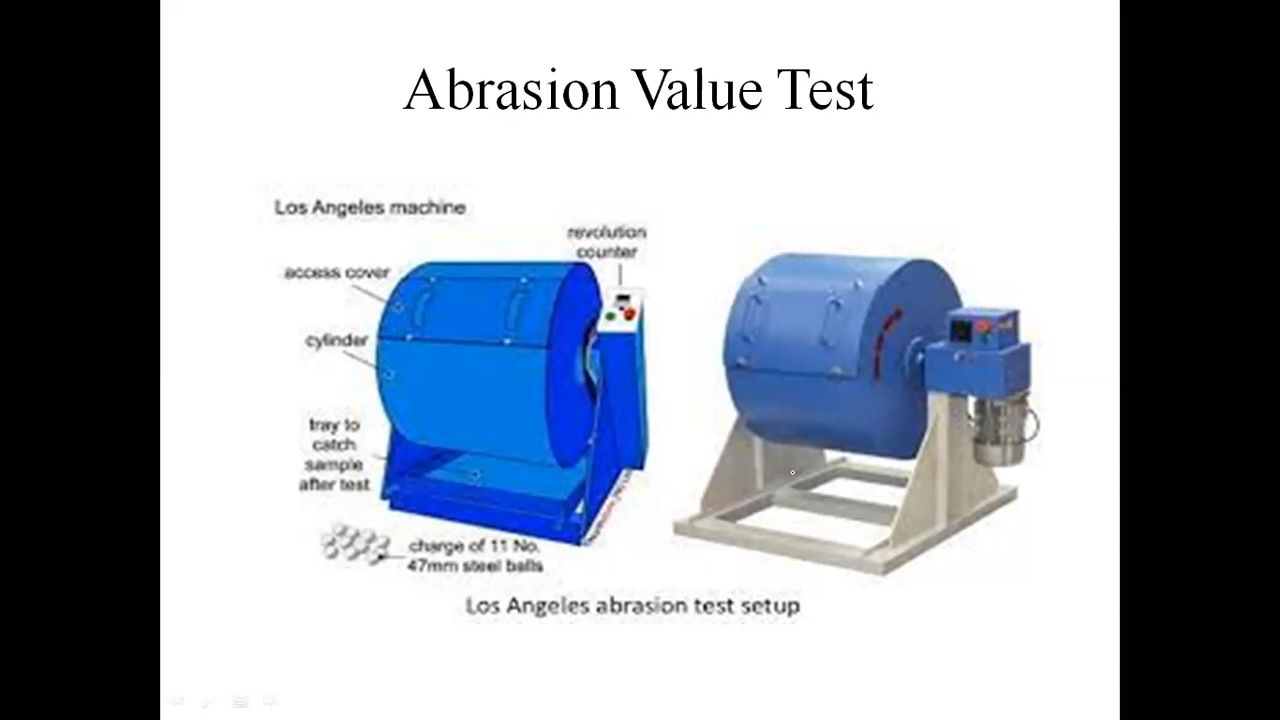 Abrasion Value Test
Los Angeles machine
revolution
counter
access cover
cylinder
tray to
catch
sample
after test
charge of 11 No.
47mm steel balls
Los Angeles abrasion test setup